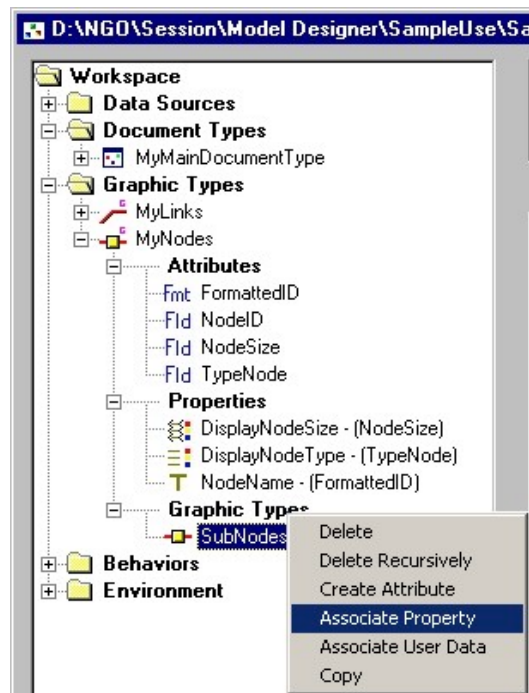 D:\NGO\Session\Model Designer\SampleUse\Sa
Workspace
Data Sources
Document Types
MyMainDocumentType
Graphic Types
G MyLinks
G MyNodes
Attributes
Fmt FormattedID
Fld NodeID
Fld NodeSize
Fld TypeNode
Properties
DisplayNodeSize - (NodeSize)
DisplayNodeType - (TypeNode)
T NodeName - (FormattedID)
Graphic Types
SubNodes
Delete
Delete Recursively
Create Attribute
Associate Property
Associate User Data
Copy
Behaviors
Environment